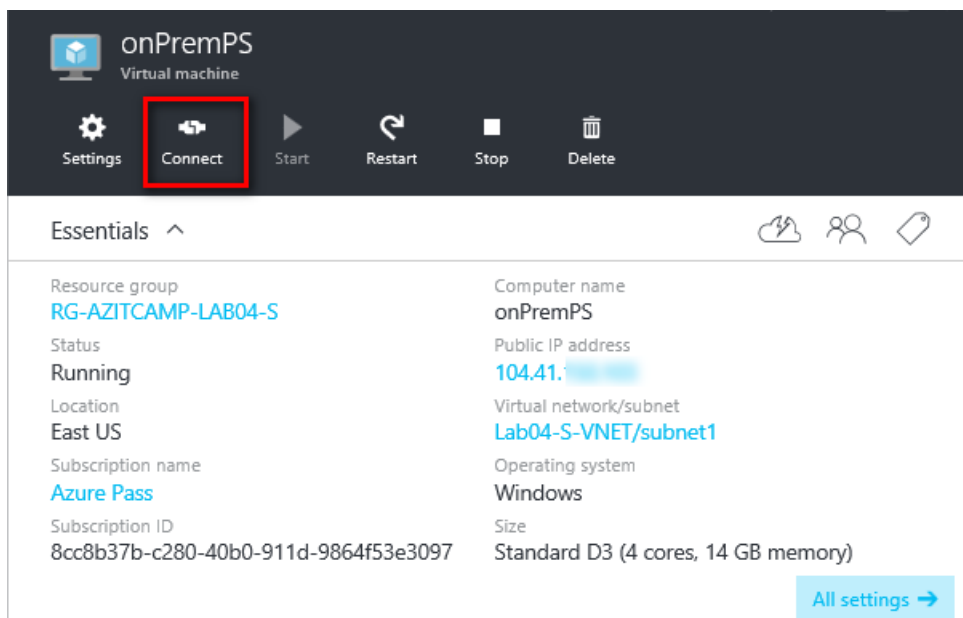 onPremPS
Virtual machine
Settings Connect Start Restart Stop Delete
Essentials
Resource group
RG-AZITCAMP-LAB04-S
Status
Running
Location
East US
Subscription name
Azure Pass
Subscription ID
8cc8b37b-c280-40b0-911d-9864f53e3097
Computer name
onPremPS
Public IP address
104.41.
Virtual network/subnet
Lab04-S-VNET/subnet1
Operating system
Windows
Size
Standard D3 (4 cores, 14 GB memory)
All settings